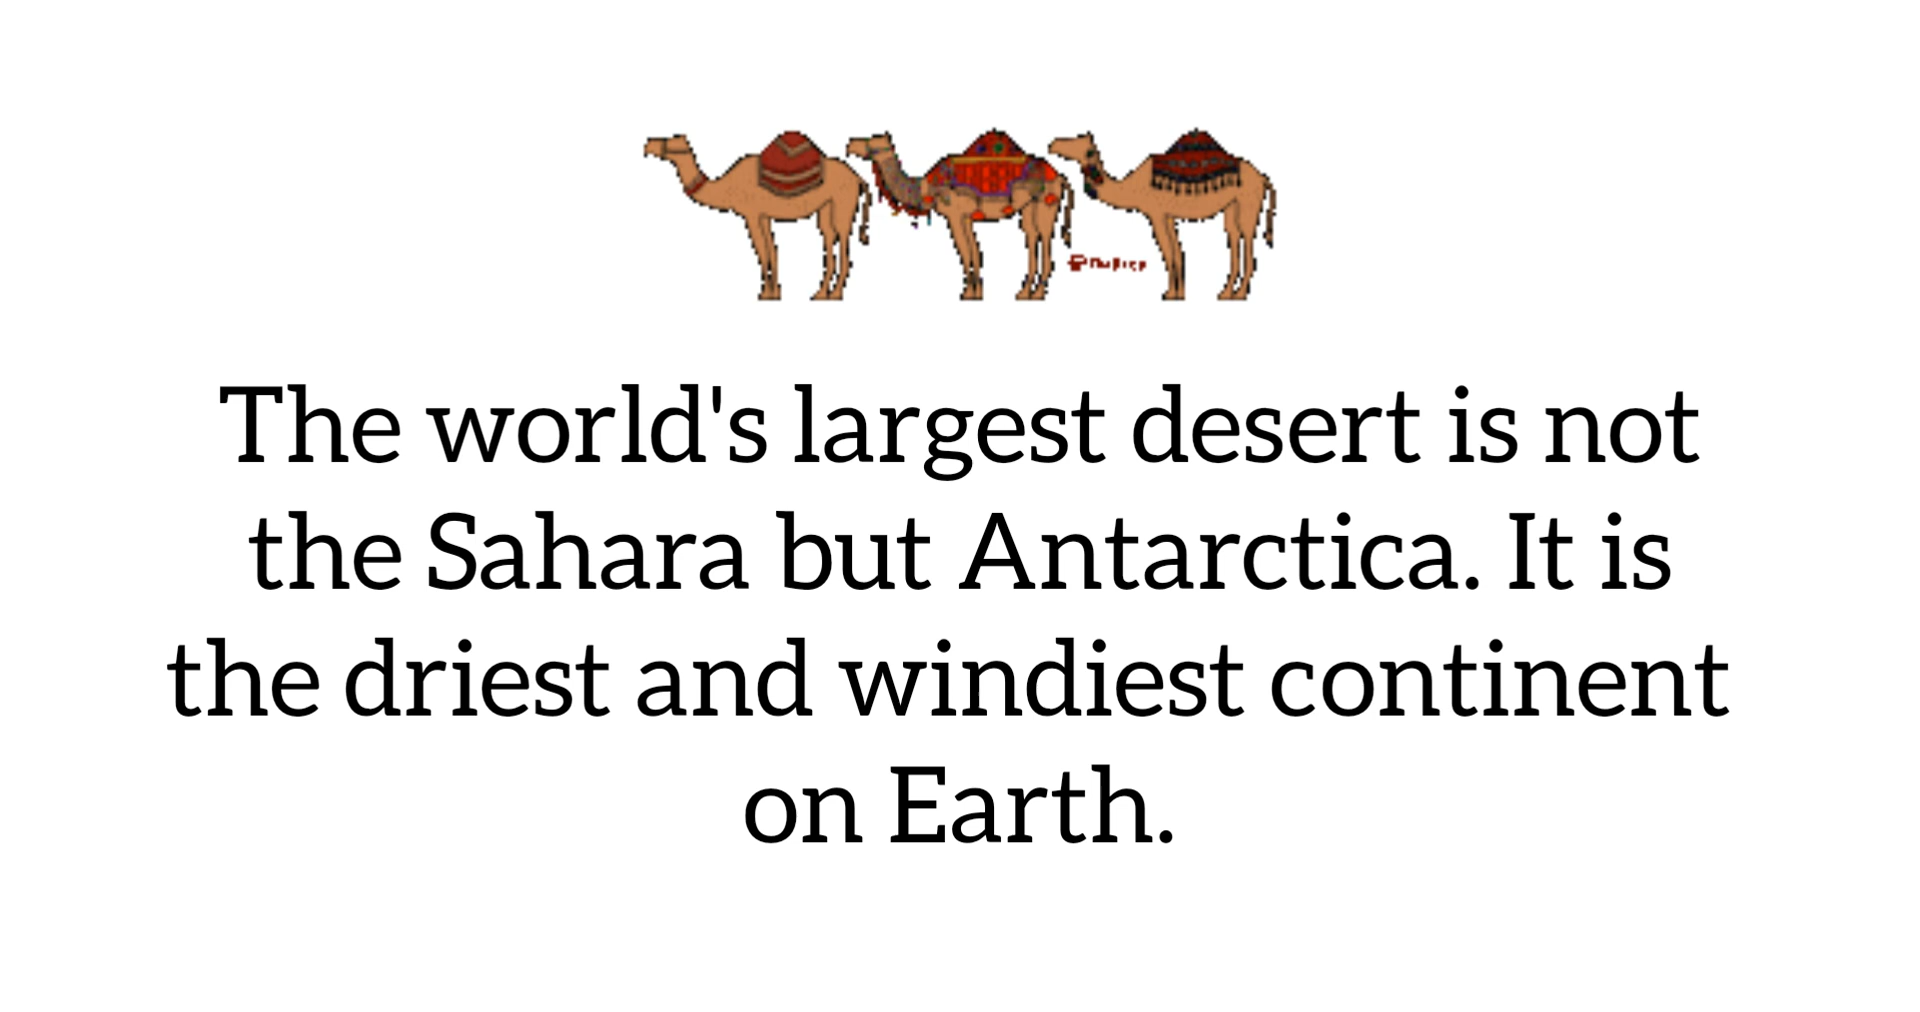 The world's largest desert is not
the Sahara but Antarctica. It is
the driest and windiest continent
on Earth.